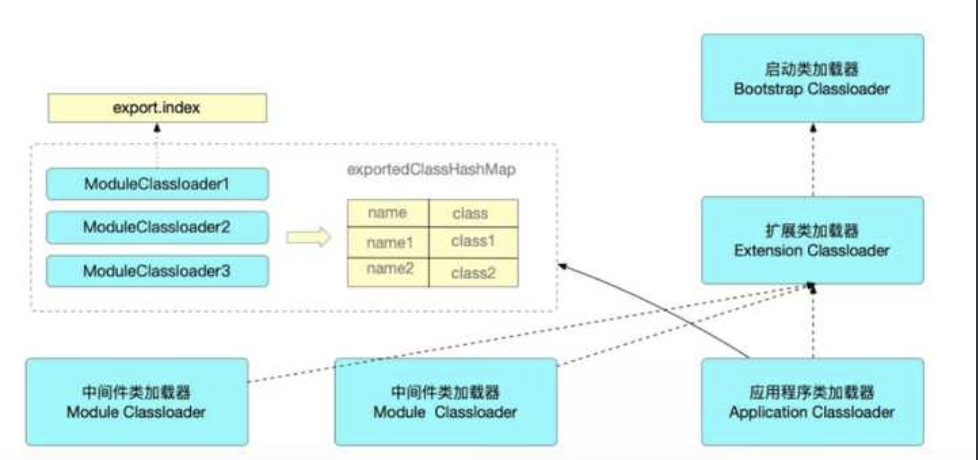 启动类加载器
Bootstrap Classloader
export.index
exportedClassHashMap
ModuleClassloader1
ModuleClassloader2
ModuleClassloader3
name class
name1 class1
name2 class2
扩展类加载器
Extension Classloader
中间件类加载器
Module Classloader
中间件类加载器
Module Classloader
应用程序类加载器
Application Classloader